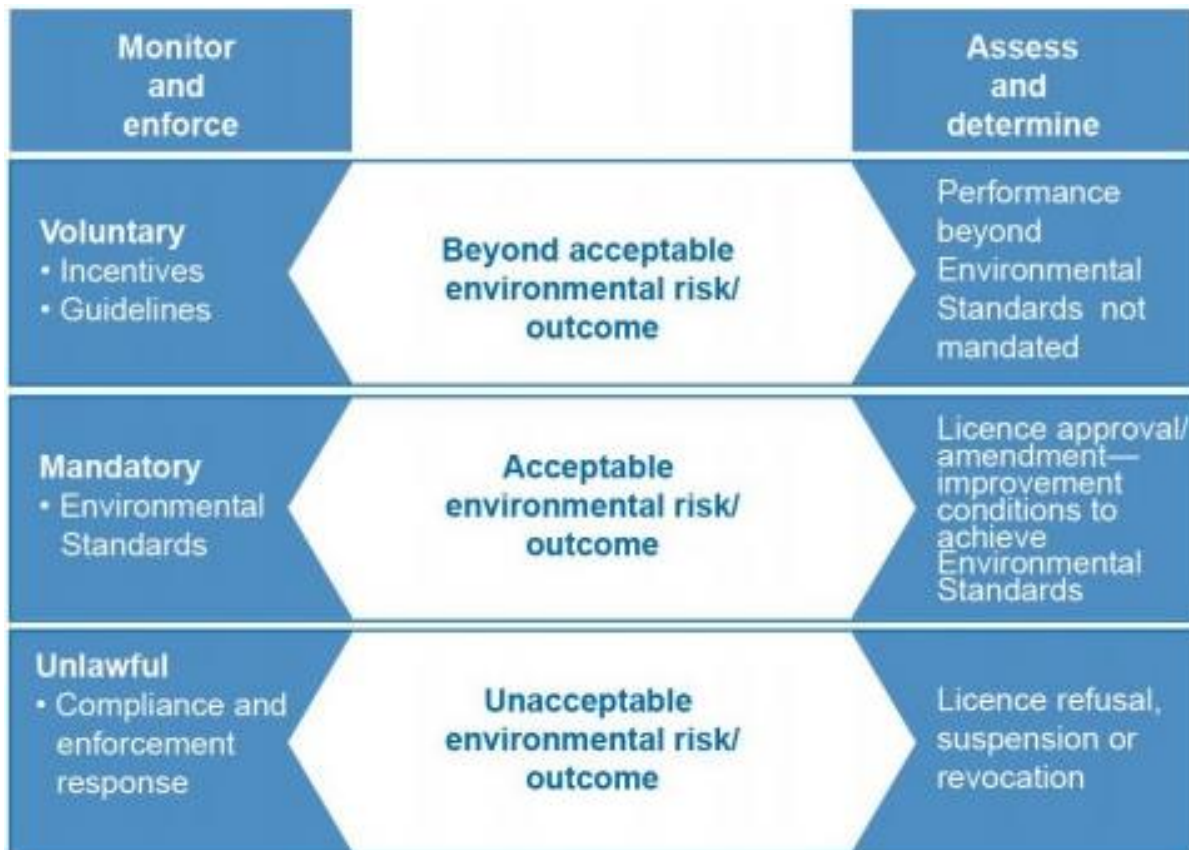 Monitor
and
enforce
Assess
and
determine
Voluntary
• Incentives
• Guidelines
Beyond acceptable
environmental risk/
outcome
Performance
beyond
Environmental
Standards not
mandated
Mandatory
• Environmental
Standards
Acceptable
environmental risk/
outcome
Licence approval/
amendment—
improvement
conditions to
achieve
Environmental
Standards
Unlawful
• Compliance and
enforcement
response
Unacceptable
environmental risk/
outcome
Licence refusal,
suspension or
revocation